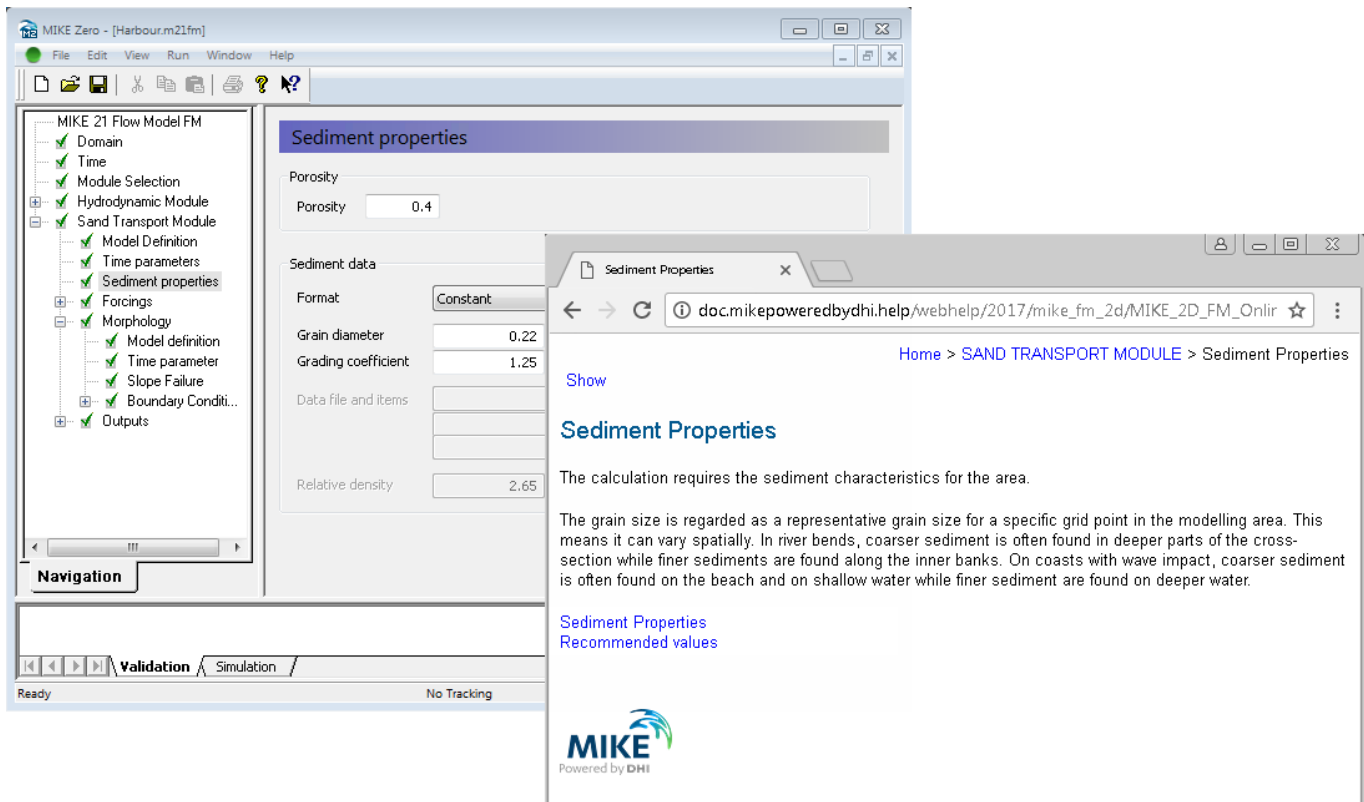 MIKE Zero - [Harbour.m21fm]
File Edit View Run Window Help
MIKE 21 Flow Model FM
Domain
Time
Module Selection
Hydrodynamic Module
Sand Transport Module
Model Definition
Time parameters
Sediment properties
Forcings
Morphology
Model definition
Time parameter
Slope Failure
Boundary Conditi...
Outputs
Navigation
Sediment properties
Porosity
Porosity 0.4
Sediment data
Format Constant
Grain diameter 0.22
Grading coefficient 1.25
Data file and items
Relative density 2.65
Validation Simulation
Ready No Tracking
Sediment Properties
doc.mikepoweredbydhi.help/webhelp/2017/mike_fm_2d/MIKE_2D_FM_Onlir
Home > SAND TRANSPORT MODULE > Sediment Properties
Show
Sediment Properties
The calculation requires the sediment characteristics for the area.
The grain size is regarded as a representative grain size for a specific grid point in the modelling area. This
means it can vary spatially. In river bends, coarser sediment is often found in deeper parts of the cross-
section while finer sediments are found along the inner banks. On coasts with wave impact, coarser sediment
is often found on the beach and on shallow water while finer sediment are found on deeper water.
Sediment Properties
Recommended values
MIKE
Powered by DHI